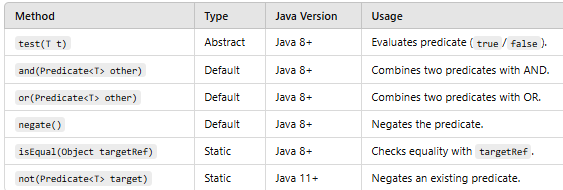 Method Type Java Version Usage
test(T t) Abstract Java 8+ Evaluates predicate ( true / false ).
and(Predicate<T> other) Default Java 8+ Combines two predicates with AND.
or(Predicate<T> other) Default Java 8+ Combines two predicates with OR.
negate() Default Java 8+ Negates the predicate.
isEqual(Object targetRef) Static Java 8+ Checks equality with targetRef .
not(Predicate<T> target) Static Java 11+ Negates an existing predicate.